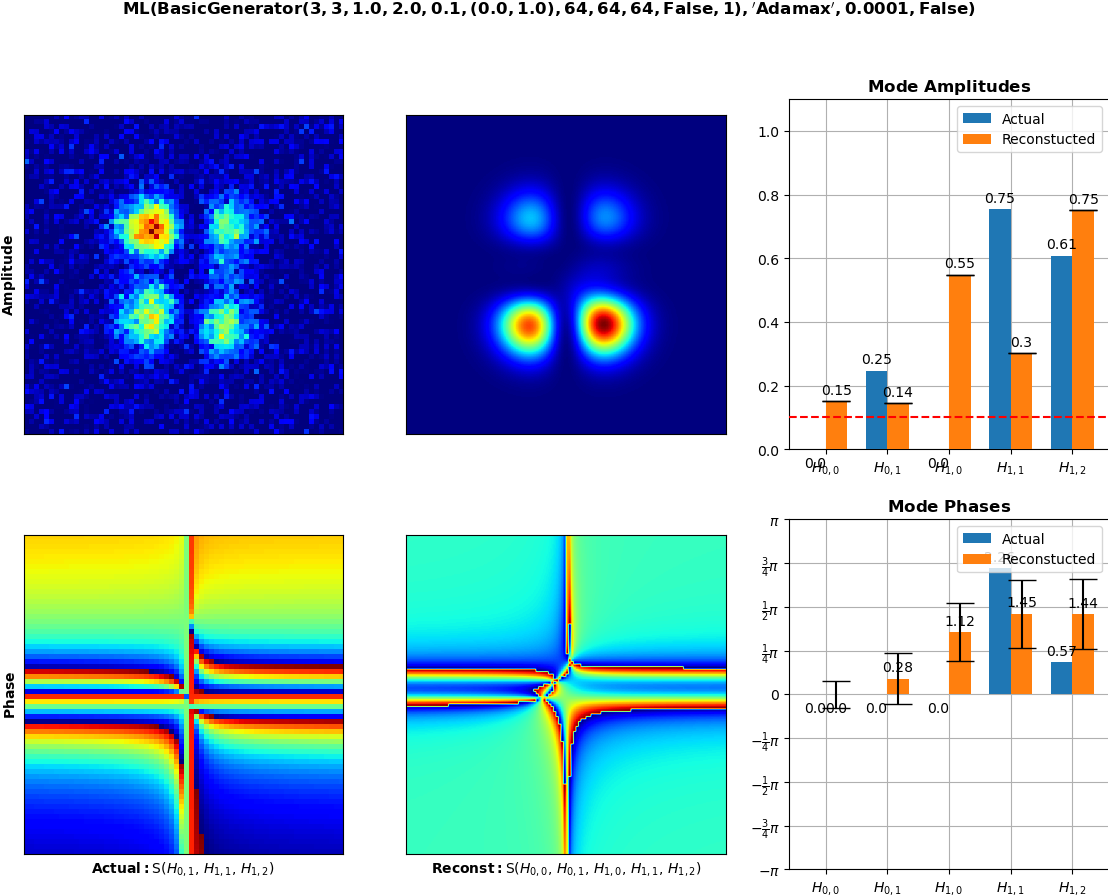 ML(BasicGenerator(3, 3, 1.0, 2.0, 0.1, (0.0, 1.0), 64, 64, 64, False, 1), 'Adamax', 0.0001, False)
Amplitude
Mode Amplitudes
Actual
Reconstucted
1.0
0.8
0.6
0.4
0.2
0.0
0.0
0.15
0.25
0.14
0.0
0.55
0.75
0.3
0.61
0.75
H0,0
H0,1
H1,0
H1,1
H1,2
Phase
Actual: S(H0,1, H1,1, H1,2)
Reconst: S(H0,0, H0,1, H1,0, H1,1, H1,2)
Mode Phases
Actual
Reconstucted
π
3/4π
1/2π
1/4π
0
−1/4π
−1/2π
−3/4π
−π
0.0
0.0
0.0
0.28
0.0
1.12
1.45
0.57
1.44
H0,0
H0,1
H1,0
H1,1
H1,2